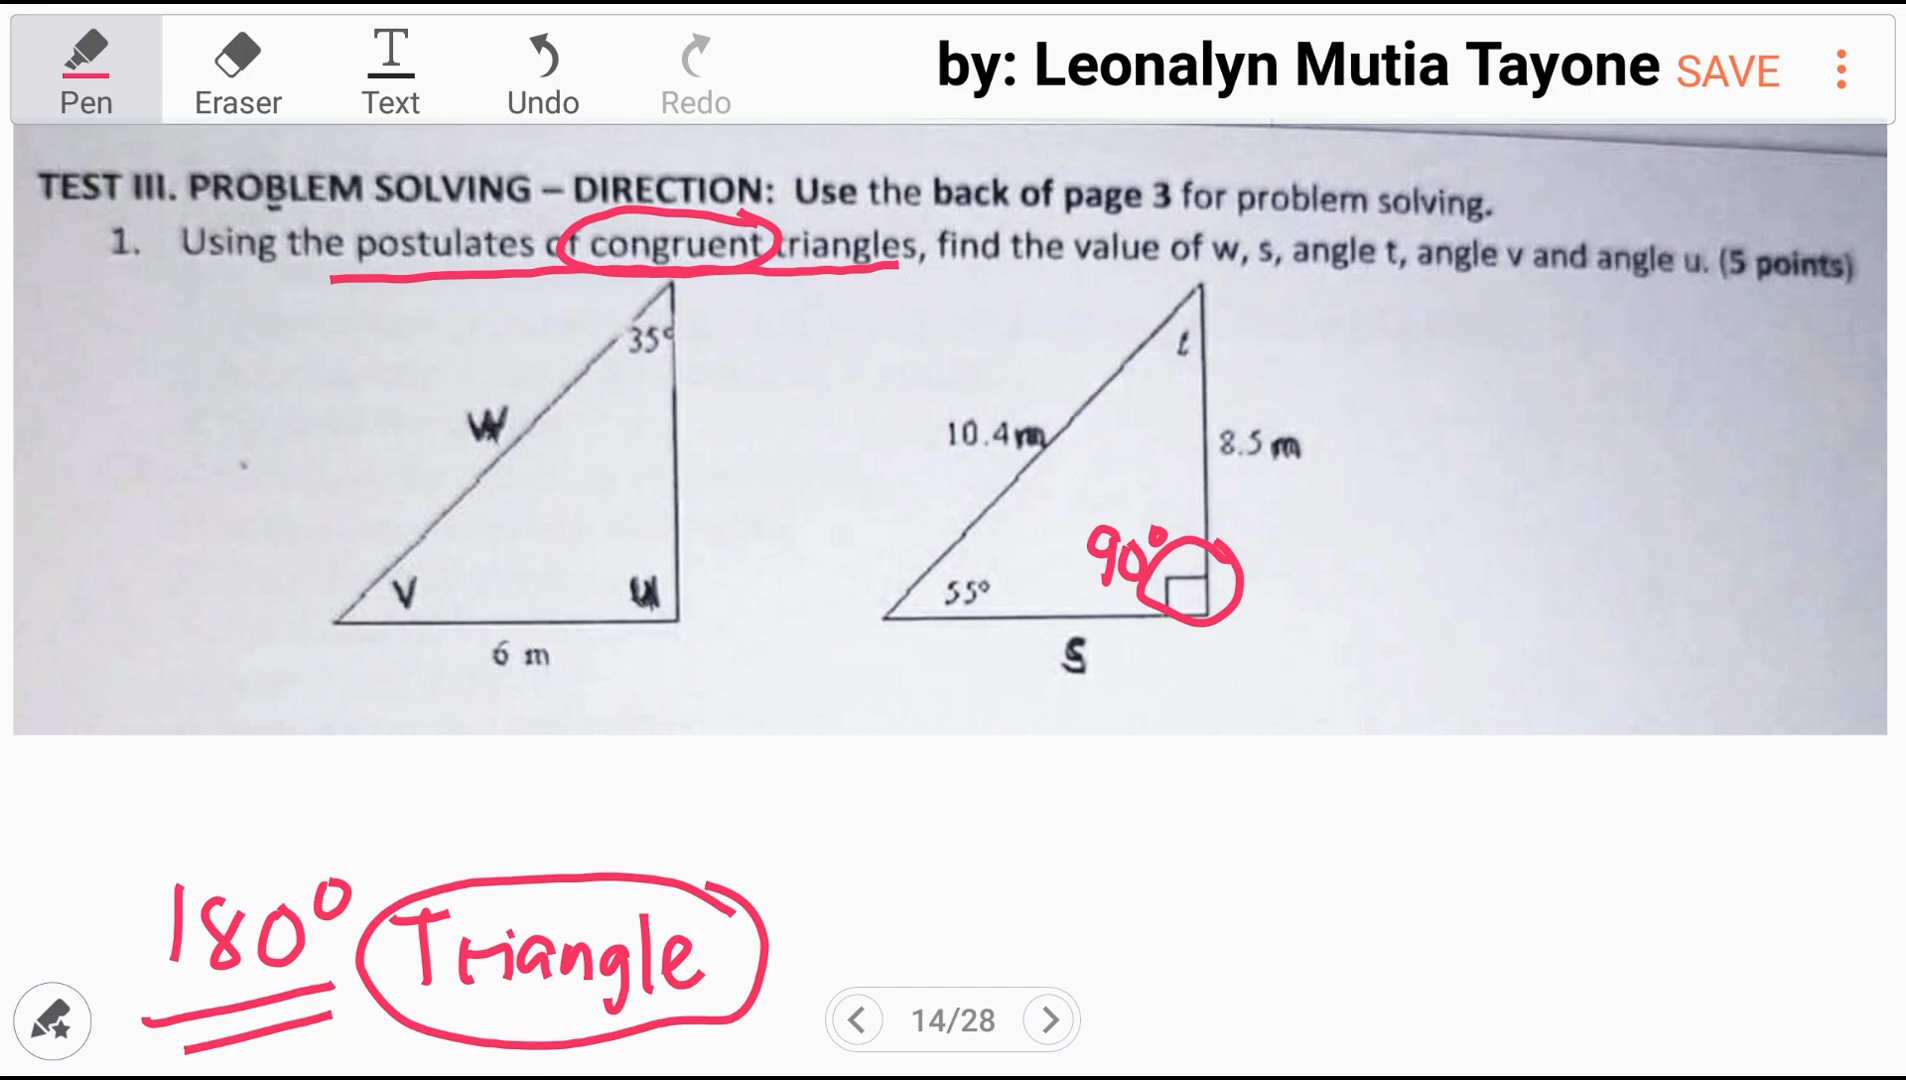 Pen
Eraser
Text
Undo
Redo
by: Leonalyn Mutia Tayone
SAVE
TEST III. PROBLEM SOLVING – DIRECTION: Use the back of page 3 for problem solving.
1. Using the postulates of congruent triangles, find the value of w, s, angle t, angle v and angle u. (5 points)
35°
t
W
10.4 m
8.5 m
90°
V
u
55°
6 m
S
180° Triangle
14/28